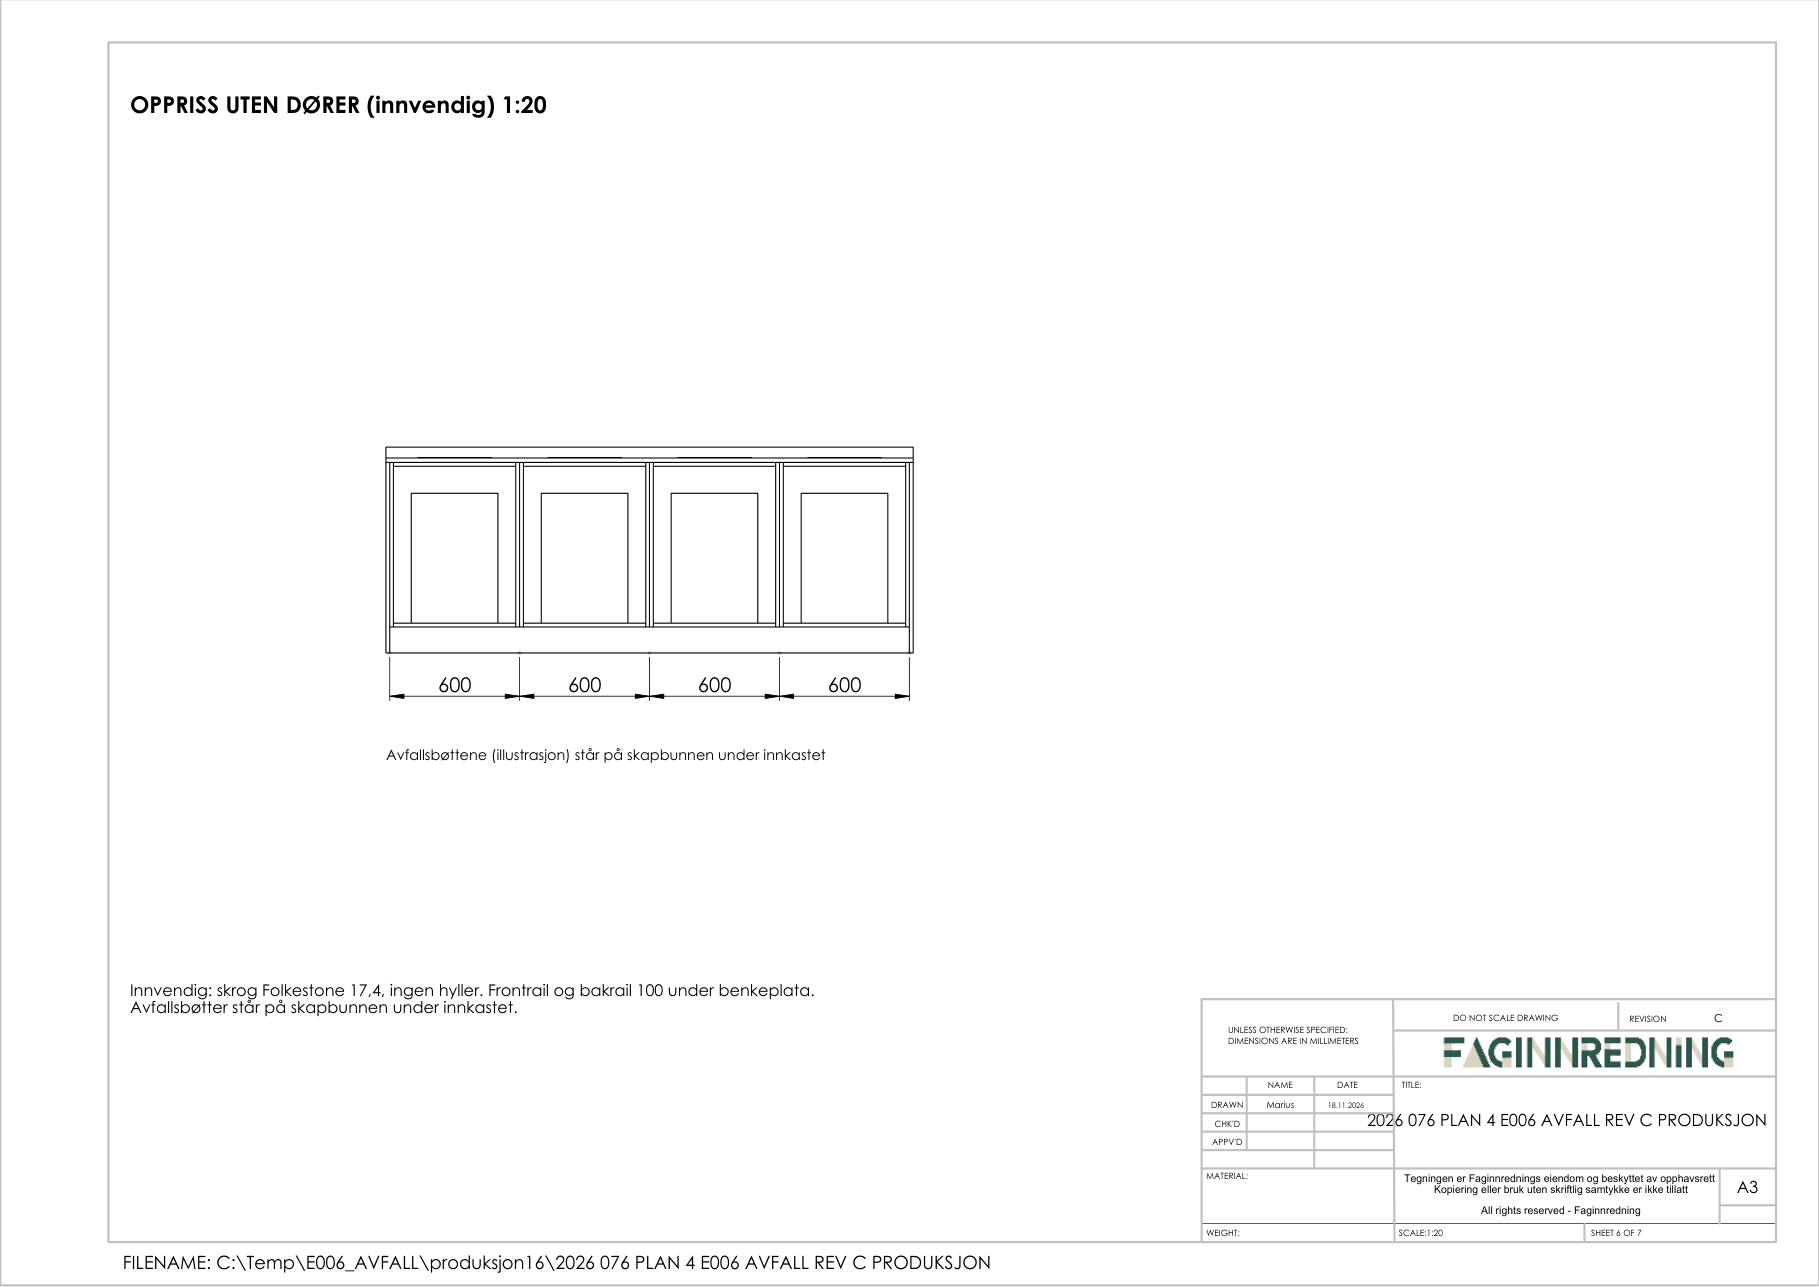 OPPRISS UTEN DØRER (innvendig) 1:20
600 600 600 600
Avfallsbøttene (illustrasjon) står på skapbunnen under innkastet
Innvendig: skrog Folkestone 17,4, ingen hyller. Frontrail og bakrail 100 under benkeplata.
Avfallsbøtter står på skapbunnen under innkastet.
UNLESS OTHERWISE SPECIFIED:
DIMENSIONS ARE IN MILLIMETERS
DO NOT SCALE DRAWING
REVISION C
FAGINNREDNING
NAME DATE
DRAWN Marius 18.11.2026
CHK'D
APPV'D
TITLE:
2026 076 PLAN 4 E006 AVFALL REV C PRODUKSJON
MATERIAL:
Tegningen er Faginnrednings eiendom og beskyttet av opphavsrett
Kopiering eller bruk uten skriftlig samtykke er ikke tillatt
All rights reserved - Faginnredning
A3
WEIGHT:
SCALE:1:20
SHEET 6 OF 7
FILENAME: C:\Temp\E006_AVFALL\produksjon16\2026 076 PLAN 4 E006 AVFALL REV C PRODUKSJON